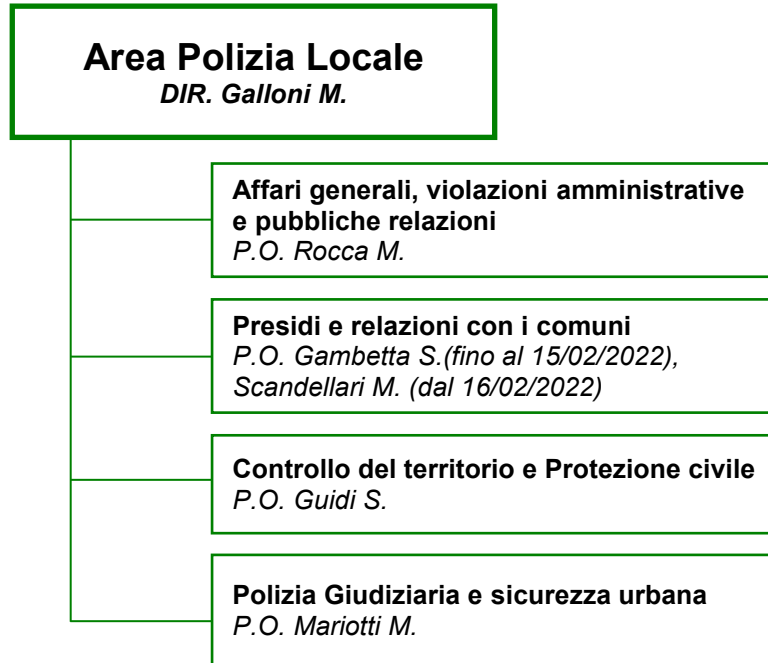 Area Polizia Locale
DIR. Galloni M.
Affari generali, violazioni amministrative
e pubbliche relazioni
P.O. Rocca M.
Presidi e relazioni con i comuni
P.O. Gambetta S.(fino al 15/02/2022),
Scandellari M. (dal 16/02/2022)
Controllo del territorio e Protezione civile
P.O. Guidi S.
Polizia Giudiziaria e sicurezza urbana
P.O. Mariotti M.